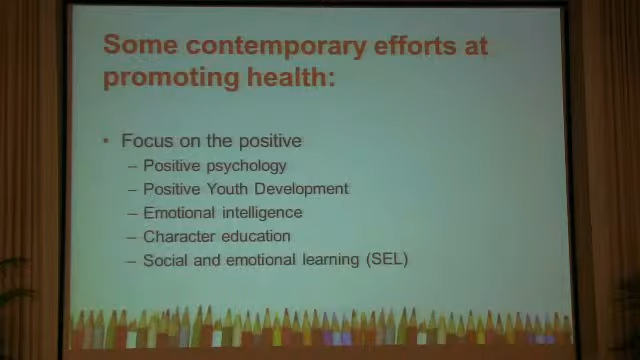 Some contemporary efforts at
promoting health:
• Focus on the positive
– Positive psychology
– Positive Youth Development
– Emotional intelligence
– Character education
– Social and emotional learning (SEL)